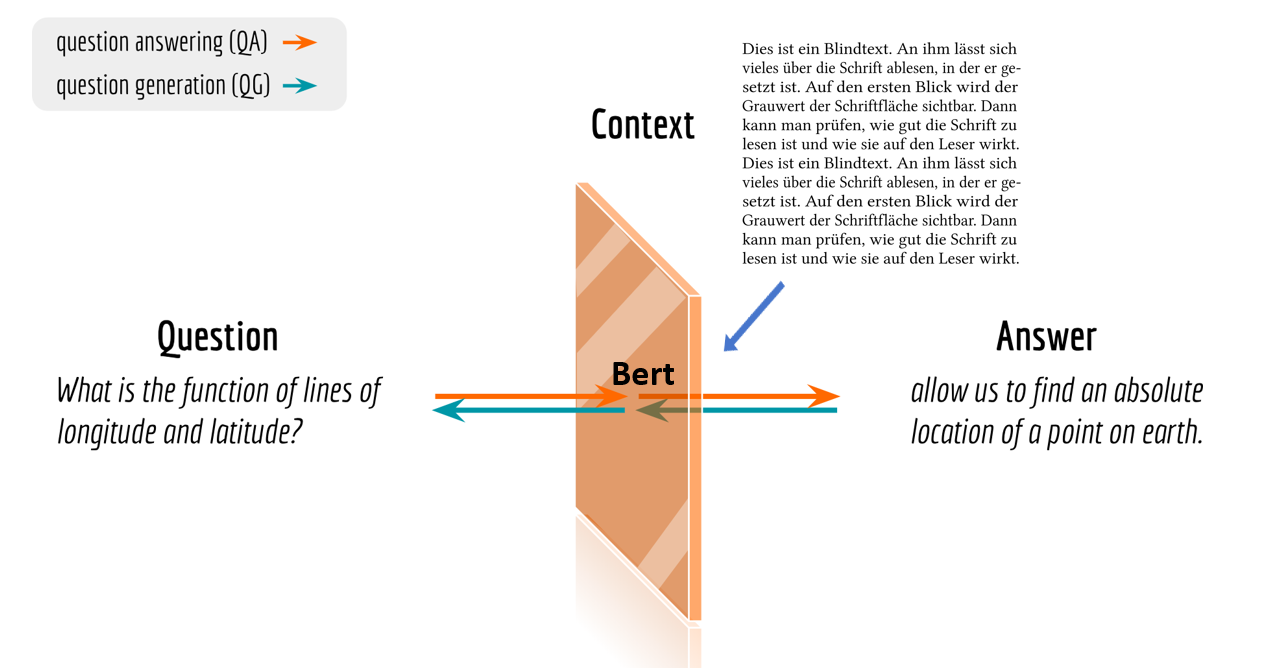 question answering (QA)
question generation (QG)
Context
Dies ist ein Blindtext. An ihm lässt sich
vieles über die Schrift ablesen, in der er ge-
setzt ist. Auf den ersten Blick wird der
Grauwert der Schriftfläche sichtbar. Dann
kann man prüfen, wie gut die Schrift zu
lesen ist und wie sie auf den Leser wirkt.
Dies ist ein Blindtext. An ihm lässt sich
vieles über die Schrift ablesen, in der er ge-
setzt ist. Auf den ersten Blick wird der
Grauwert der Schriftfläche sichtbar. Dann
kann man prüfen, wie gut die Schrift zu
lesen ist und wie sie auf den Leser wirkt.
Question
What is the function of lines of
longitude and latitude?
Bert
Answer
allow us to find an absolute
location of a point on earth.